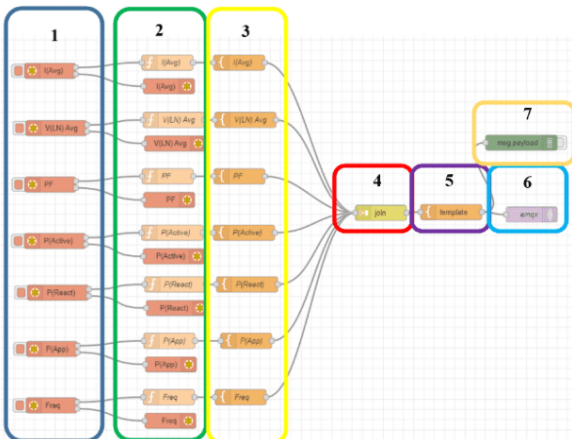 1
2
3
I(Avg)
I(Avg)
I(Avg)
I(Avg)
V(LN) Avg
V(LN) Avg
V(LN) Avg
V(LN) Avg
PF
PF
PF
PF
P(Active)
P(Active)
P(Active)
P(Active)
P(React)
P(React)
P(React)
P(React)
P(App)
P(App)
P(App)
P(App)
Freq
Freq
Freq
Freq
4
join
5
template
7
msg.payload
6
emqx